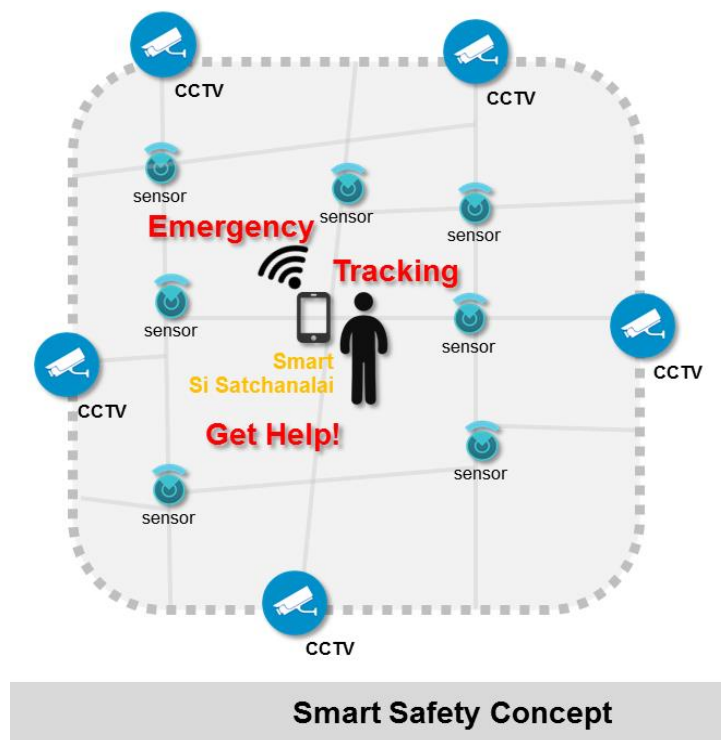 CCTV
CCTV
sensor
sensor
sensor
Emergency
Tracking
sensor
sensor
Smart
Si Satchanalai
CCTV
CCTV
Get Help!
sensor
sensor
CCTV
Smart Safety Concept